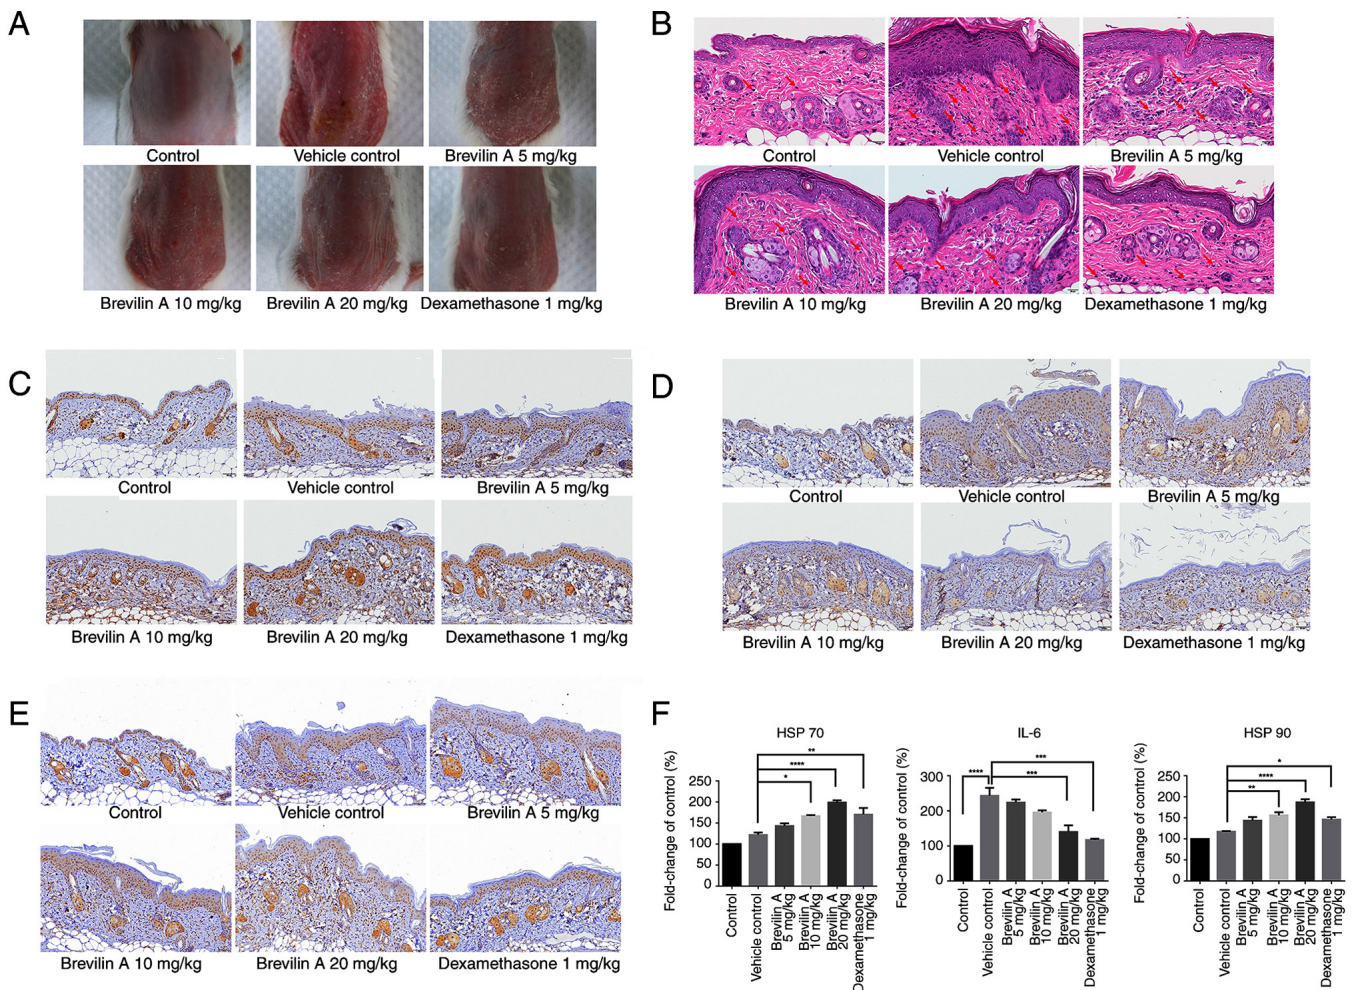 A
Control
Vehicle control
Brevilin A 5 mg/kg
Brevilin A 10 mg/kg
Brevilin A 20 mg/kg
Dexamethasone 1 mg/kg
B
Control
Vehicle control
Brevilin A 5 mg/kg
Brevilin A 10 mg/kg
Brevilin A 20 mg/kg
Dexamethasone 1 mg/kg
C
Control
Vehicle control
Brevilin A 5 mg/kg
Brevilin A 10 mg/kg
Brevilin A 20 mg/kg
Dexamethasone 1 mg/kg
D
Control
Vehicle control
Brevilin A 5 mg/kg
Brevilin A 10 mg/kg
Brevilin A 20 mg/kg
Dexamethasone 1 mg/kg
E
Control
Vehicle control
Brevilin A 5 mg/kg
Brevilin A 10 mg/kg
Brevilin A 20 mg/kg
Dexamethasone 1 mg/kg
F
HSP 70
Fold-change of control (%)
250
200
150
100
50
0
**
****
*
Control
Vehicle control
Brevilin A
5 mg/kg
Brevilin A
10 mg/kg
Brevilin A
20 mg/kg
Dexamethasone
1 mg/kg
IL-6
Fold-change of control (%)
300
200
100
0
****
***
***
Control
Vehicle control
Brevilin A
5 mg/kg
Brevilin A
10 mg/kg
Brevilin A
20 mg/kg
Dexamethasone
1 mg/kg
HSP 90
Fold-change of control (%)
250
200
150
100
50
0
*
****
**
Control
Vehicle control
Brevilin A
5 mg/kg
Brevilin A
10 mg/kg
Brevilin A
20 mg/kg
Dexamethasone
1 mg/kg